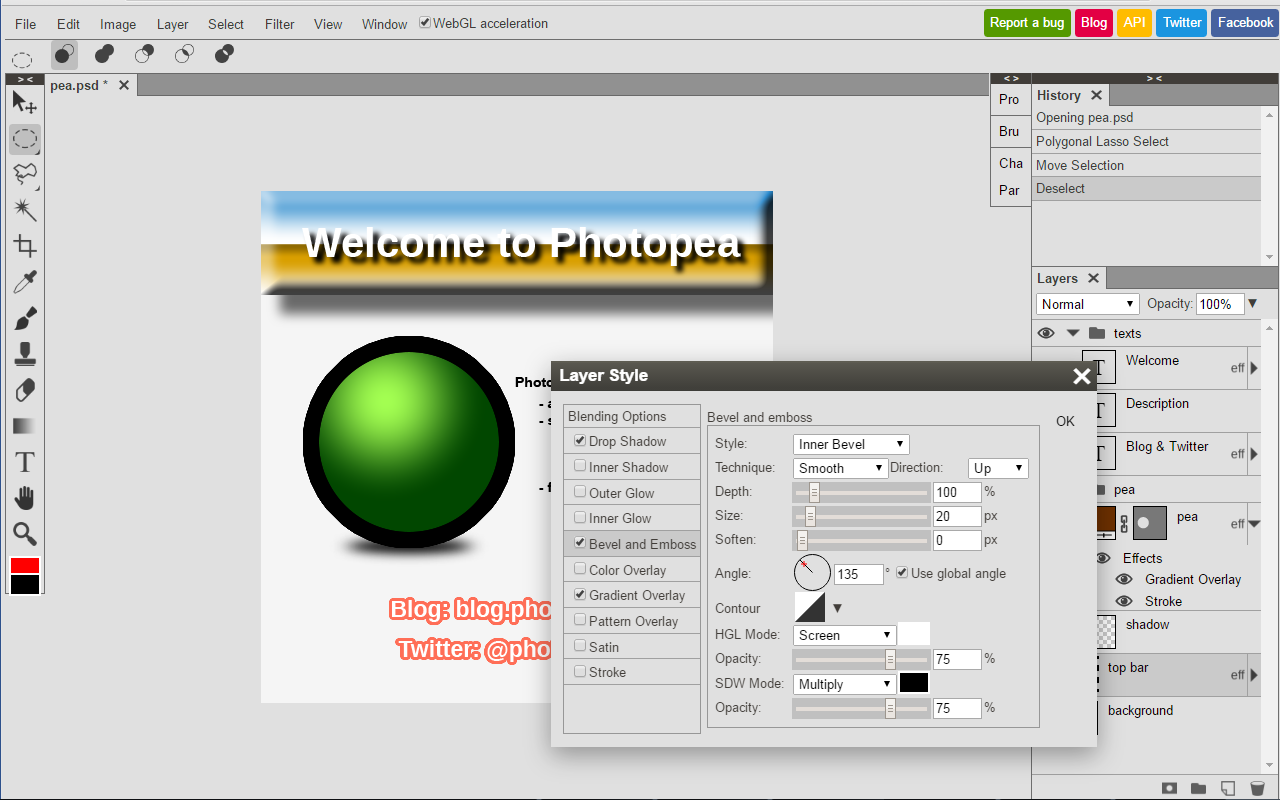 File Edit Image Layer Select Filter View Window WebGL acceleration Report a bug Blog API Twitter Facebook
> <
pea.psd * 
< >
> <
Pro
Bru
Cha
Par
History
Opening pea.psd
Polygonal Lasso Select
Move Selection
Deselect
Welcome to Photopea
Blog: blog.pho
Twitter: @phot
Layer Style
Blending Options
Drop Shadow
Inner Shadow
Outer Glow
Inner Glow
Bevel and Emboss
Color Overlay
Gradient Overlay
Pattern Overlay
Satin
Stroke
Bevel and emboss
OK
Style: Inner Bevel
Technique: Smooth Direction: Up
Depth: 100 %
Size: 20 px
Soften: 0 px
Angle: 135 ° Use global angle
Contour
HGL Mode: Screen
Opacity: 75 %
SDW Mode: Multiply
Opacity: 75 %
Layers
Normal Opacity: 100%
texts
Welcome eff
Description
Blog & Twitter eff
pea
pea eff
Effects
Gradient Overlay
Stroke
shadow
top bar eff
background